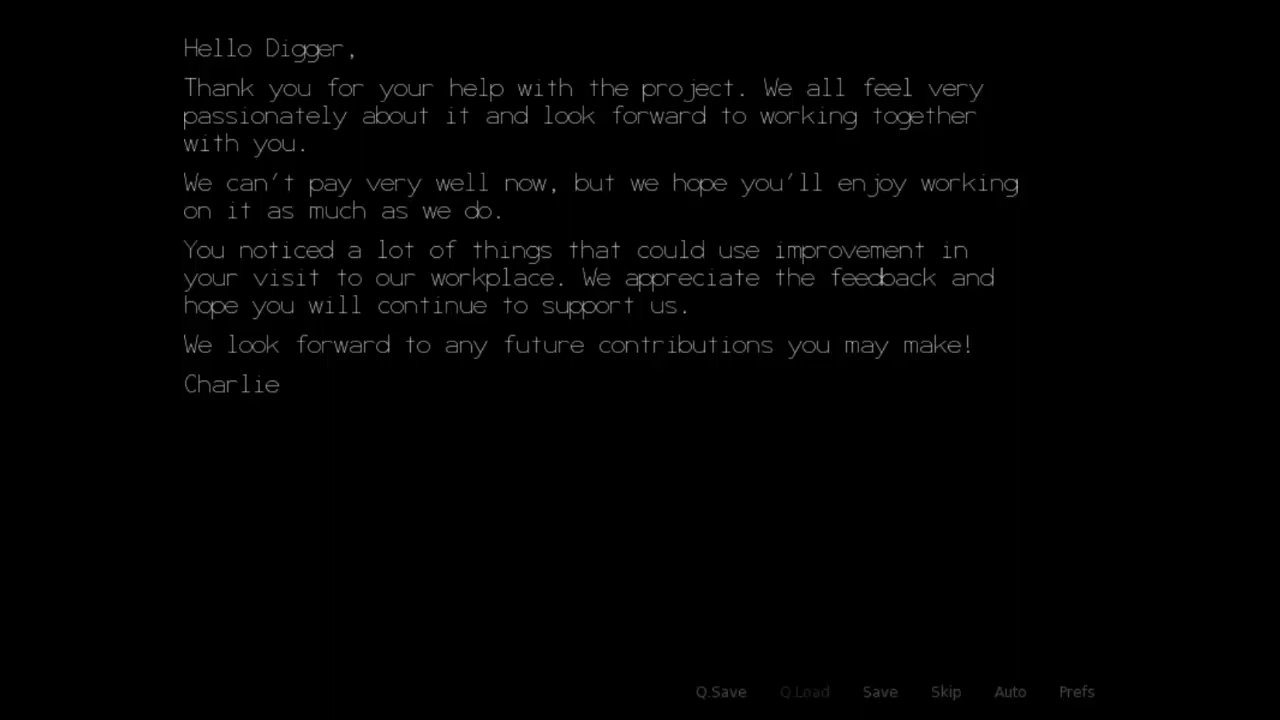 Hello Digger,
Thank you for your help with the project. We all feel very
passionately about it and look forward to working together
with you.
We can't pay very well now, but we hope you'll enjoy working
on it as much as we do.
You noticed a lot of things that could use improvement in
your visit to our workplace. We appreciate the feedback and
hope you will continue to support us.
We look forward to any future contributions you may make!
Charlie
Q.Save Q.Load Save Skip Auto Prefs